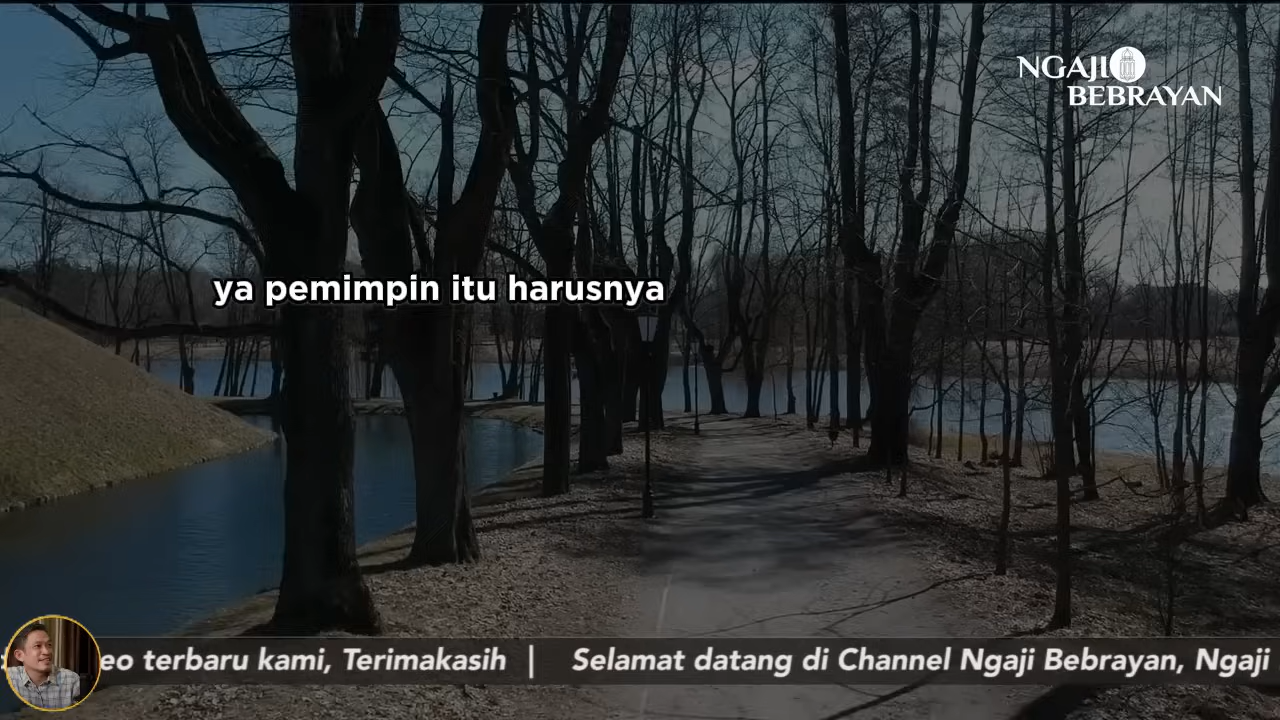 NGAJI
BEBRAYAN
ya pemimpin itu harusnya
eo terbaru kami, Terimakasih | Selamat datang di Channel Ngaji Bebrayan, Ngaji